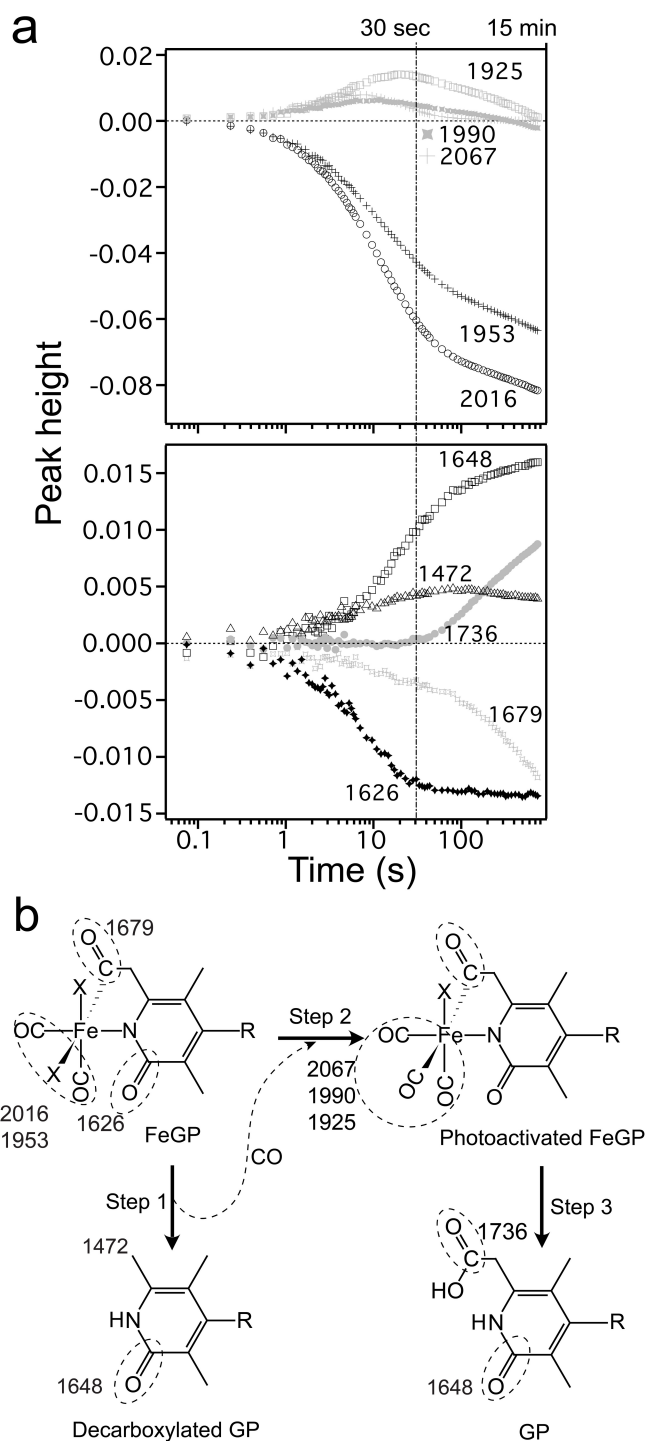 a
30 sec 15 min
0.02
1925
0.00
1990
2067
-0.02
-0.04
-0.06
1953
-0.08
2016
Peak height
0.015
1648
0.010
1472
0.005
1736
0.000
-0.005
1679
-0.010
1626
-0.015
0.1 1 10 100
Time (s)
b
O
1679
C
X
OC Fe N R
X
CO
O
2016
1953
1626
FeGP
Step 2
2067
1990
1925
CO
O
C
X
OC Fe N R
OC
CO
O
Photoactivated FeGP
Step 1
Step 3
1472
HN R
O
1648
Decarboxylated GP
O
1736
C
HO
HN R
O
1648
GP